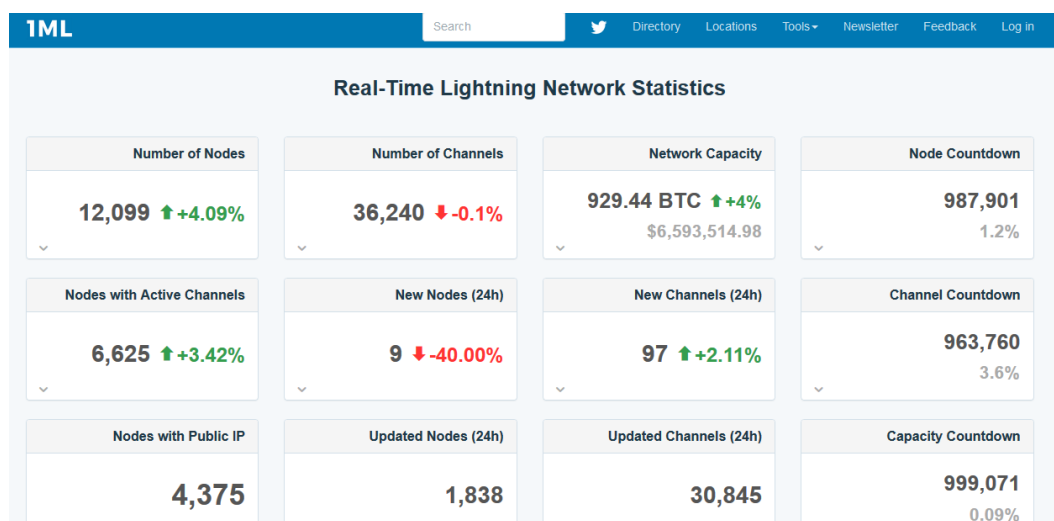 1ML Search Directory Locations Tools Newsletter Feedback Log in
Real-Time Lightning Network Statistics
Number of Nodes
12,099 +4.09%
Number of Channels
36,240 -0.1%
Network Capacity
929.44 BTC +4%
$6,593,514.98
Node Countdown
987,901
1.2%
Nodes with Active Channels
6,625 +3.42%
New Nodes (24h)
9 -40.00%
New Channels (24h)
97 +2.11%
Channel Countdown
963,760
3.6%
Nodes with Public IP
4,375
Updated Nodes (24h)
1,838
Updated Channels (24h)
30,845
Capacity Countdown
999,071
0.09%